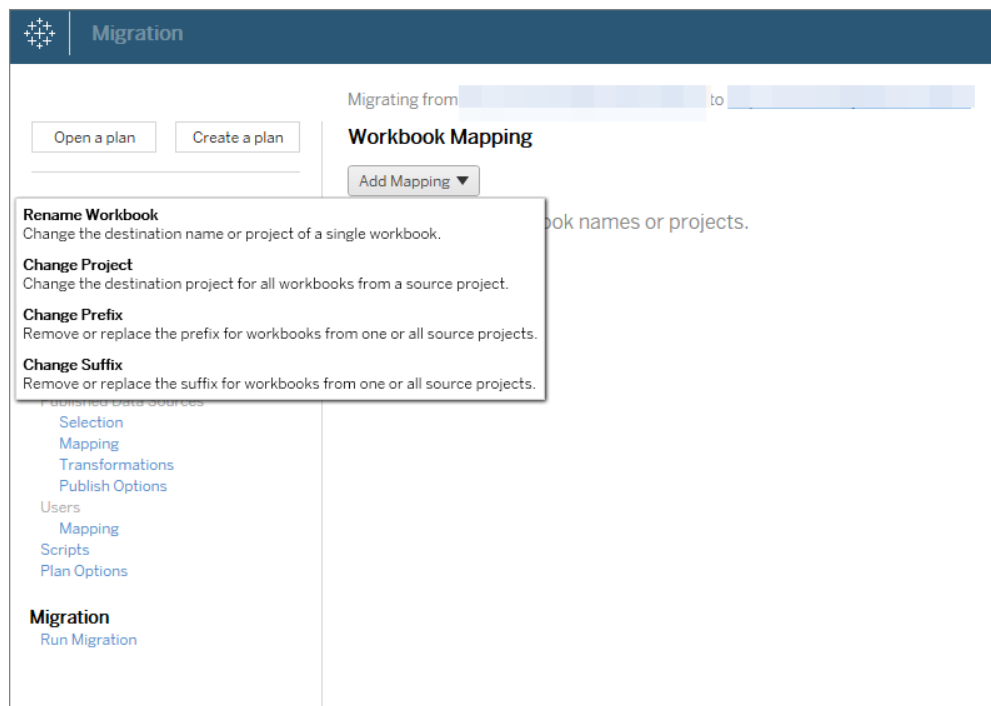 Migration
Migrating from to
Open a plan
Create a plan
Workbook Mapping
Add Mapping ▼
names or projects.
Rename Workbook
Change the destination name or project of a single workbook.
Change Project
Change the destination project for all workbooks from a source project.
Change Prefix
Remove or replace the prefix for workbooks from one or all source projects.
Change Suffix
Remove or replace the suffix for workbooks from one or all source projects.
Published Data Sources
Selection
Mapping
Transformations
Publish Options
Users
Mapping
Scripts
Plan Options
Migration
Run Migration